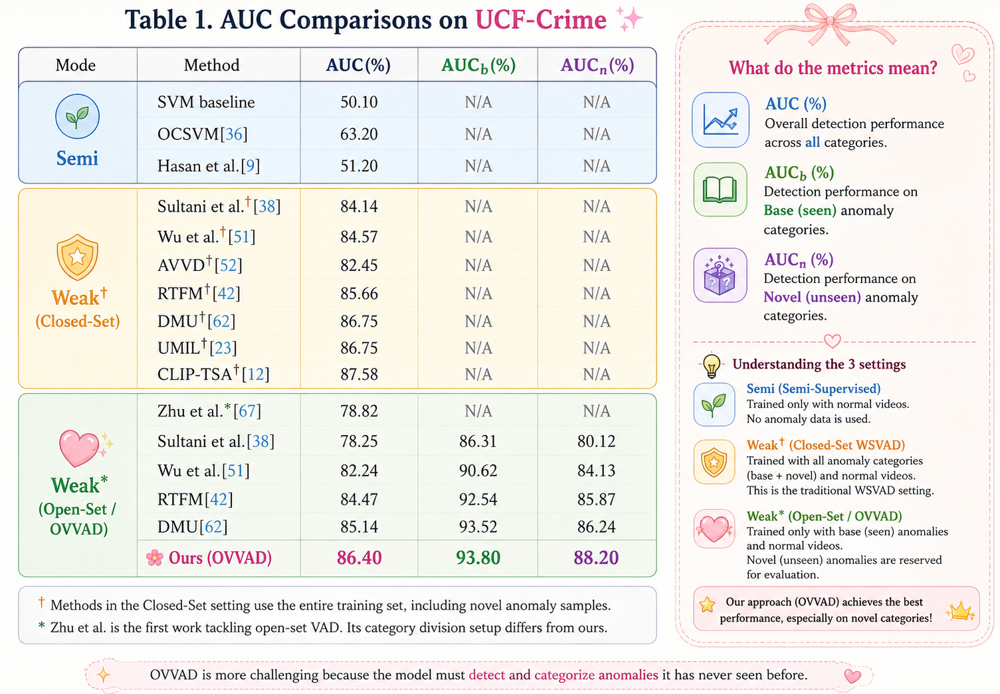 Table 1. AUC Comparisons on UCF-Crime
Mode Method AUC(%) AUC_b(%) AUC_n(%)
Semi
SVM baseline 50.10 N/A N/A
OCSVM[36] 63.20 N/A N/A
Hasan et al.[9] 51.20 N/A N/A
Weak†
(Closed-Set)
Sultani et al.†[38] 84.14 N/A N/A
Wu et al.†[51] 84.57 N/A N/A
AVVD†[52] 82.45 N/A N/A
RTFM†[42] 85.66 N/A N/A
DMU†[62] 86.75 N/A N/A
UMIL†[23] 86.75 N/A N/A
CLIP-TSA†[12] 87.58 N/A N/A
Weak*
(Open-Set /
OVVAD)
Zhu et al.*[67] 78.82 N/A N/A
Sultani et al.[38] 78.25 86.31 80.12
Wu et al.[51] 82.24 90.62 84.13
RTFM[42] 84.47 92.54 85.87
DMU[62] 85.14 93.52 86.24
Ours (OVVAD) 86.40 93.80 88.20
† Methods in the Closed-Set setting use the entire training set, including novel anomaly samples.
* Zhu et al. is the first work tackling open-set VAD. Its category division setup differs from ours.
What do the metrics mean?
AUC (%)
Overall detection performance
across all categories.
AUC_b (%)
Detection performance on
Base (seen) anomaly
categories.
AUC_n (%)
Detection performance on
Novel (unseen) anomaly
categories.
Understanding the 3 settings
Semi (Semi-Supervised)
Trained only with normal videos.
No anomaly data is used.
Weak† (Closed-Set WSVAD)
Trained with all anomaly categories
(base + novel) and normal videos.
This is the traditional WSVAD setting.
Weak* (Open-Set / OVVAD)
Trained only with base (seen) anomalies
and normal videos.
Novel (unseen) anomalies are reserved
for evaluation.
Our approach (OVVAD) achieves the best
performance, especially on novel categories!
OVVAD is more challenging because the model must detect and categorize anomalies it has never seen before.